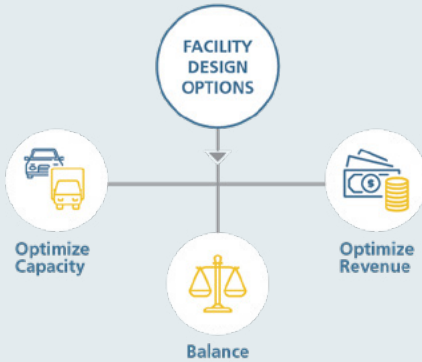 FACILITY
DESIGN
OPTIONS
$
Optimize
Capacity
Optimize
Revenue
Balance